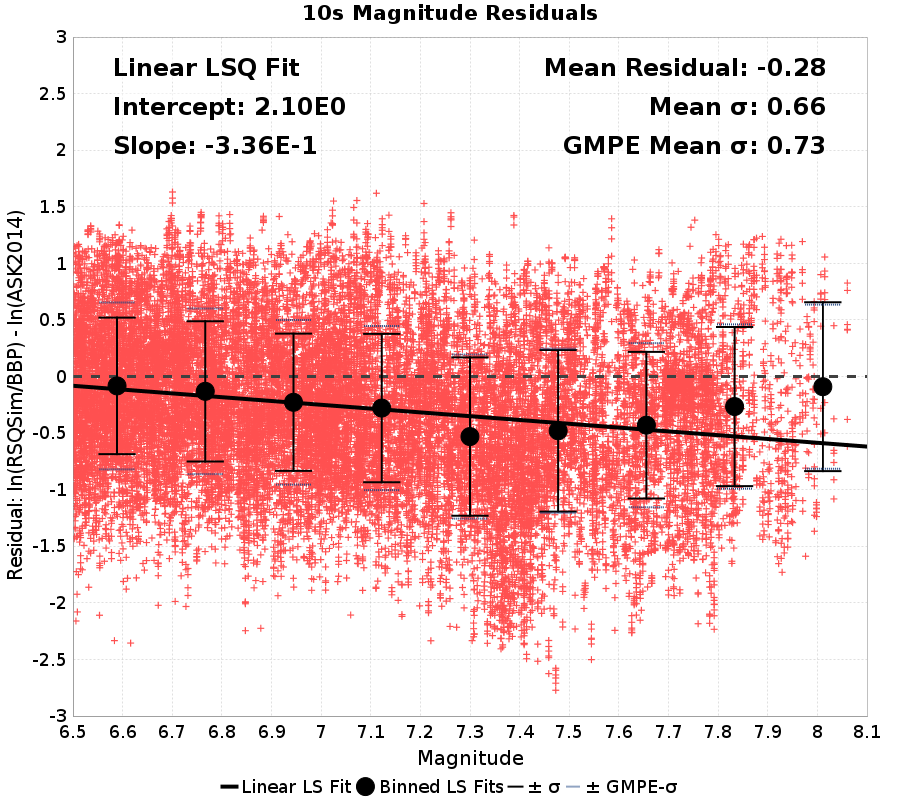 10s Magnitude Residuals
Linear LSQ Fit
Intercept: 2.10E0
Slope: -3.36E-1
Mean Residual: -0.28
Mean σ: 0.66
GMPE Mean σ: 0.73
Residual: ln(RSQSim/BBP) - ln(ASK2014)
3
2.5
2
1.5
1
0.5
0
-0.5
-1
-1.5
-2
-2.5
-3
6.5 6.6 6.7 6.8 6.9 7 7.1 7.2 7.3 7.4 7.5 7.6 7.7 7.8 7.9 8 8.1
Magnitude
Linear LS Fit Binned LS Fits ± σ ± GMPE-σ